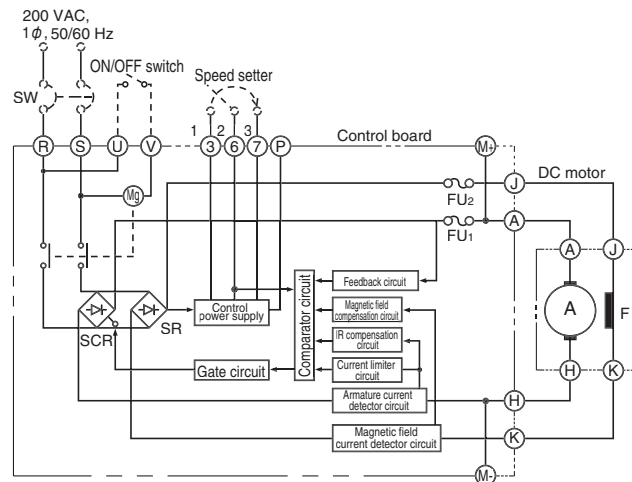 200 VAC,
1ϕ, 50/60 Hz
ON/OFF switch
Speed setter
SW
1 2 3
R S U V 3 6 7 P
Control board
M+
Mg
FU2
J
DC motor
FU1
A
A J
Feedback circuit
Magnetic field
compensation circuit
IR compensation
circuit
Current limiter
circuit
Comparator circuit
Control
power supply
SCR
SR
Gate circuit
A
F
Armature current
detector circuit
H K
H
Magnetic field
current detector circuit
K
M-